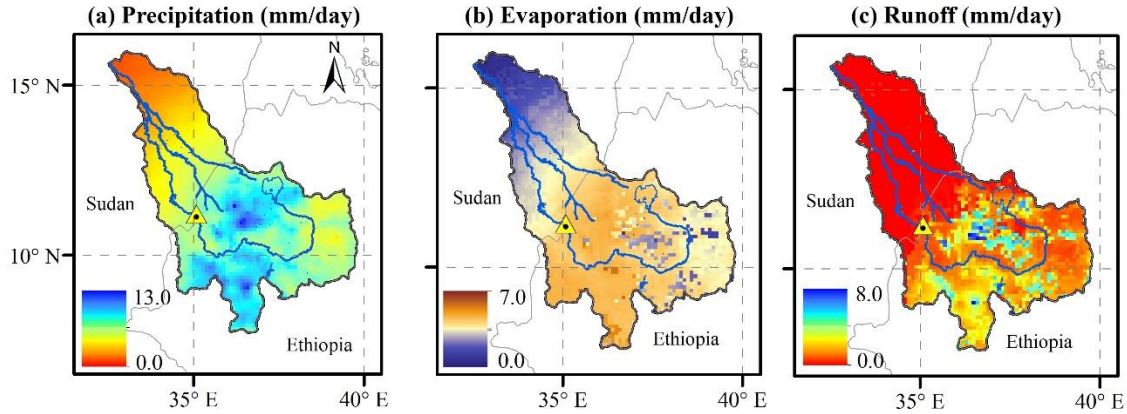 (a) Precipitation (mm/day)
(b) Evaporation (mm/day)
(c) Runoff (mm/day)
N
15° N
10° N
Sudan
Ethiopia
13.0
0.0
35° E
40° E
Sudan
Ethiopia
7.0
0.0
35° E
40° E
Sudan
Ethiopia
8.0
0.0
35° E
40° E